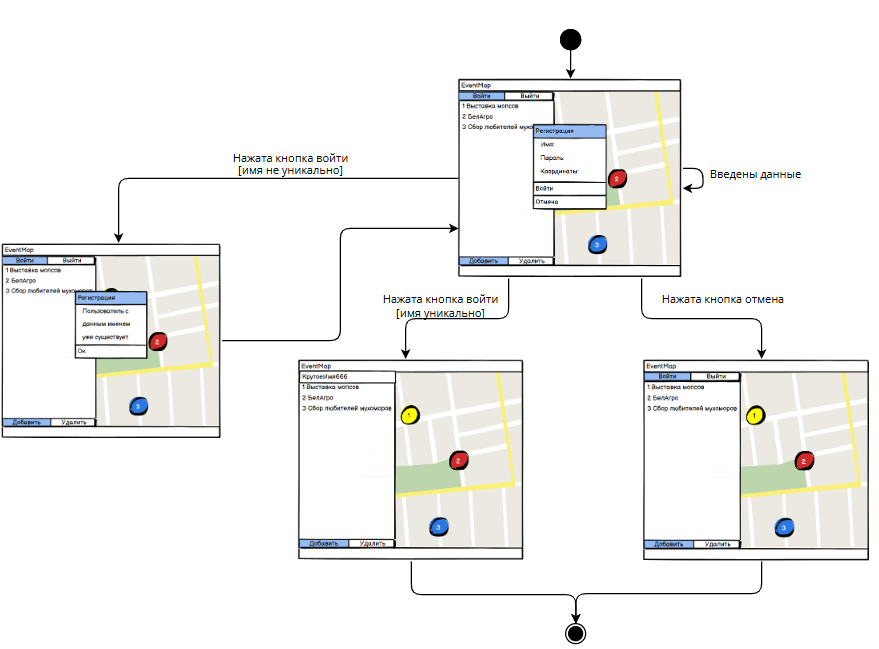 EventMap
Войти Выйти
1 Выставка мопсов
2 БелАгро
3 Сбор любителей мухо
Регистрация
Имя:
Пароль:
Координаты:
Войти
Отмена
2
3
Добавить Удалить
Введены данные
Нажата кнопка войти
[имя не уникально]
EventMap
Войти Выйти
1 Выставка мопсов
2 БелАгро
3 Сбор любителей мухоморов
Регистрация
Пользователь с
данным именем
уже существует
Ок
2
3
Добавить Удалить
Нажата кнопка войти
[имя уникально]
Нажата кнопка отмена
EventMap
КрутоеИмя666
1 Выставка мопсов
2 БелАгро
3 Сбор любителей мухоморов
1
2
3
Добавить Удалить
EventMap
Войти Выйти
1 Выставка мопсов
2 БелАгро
3 Сбор любителей мухоморов
1
2
3
Добавить Удалить